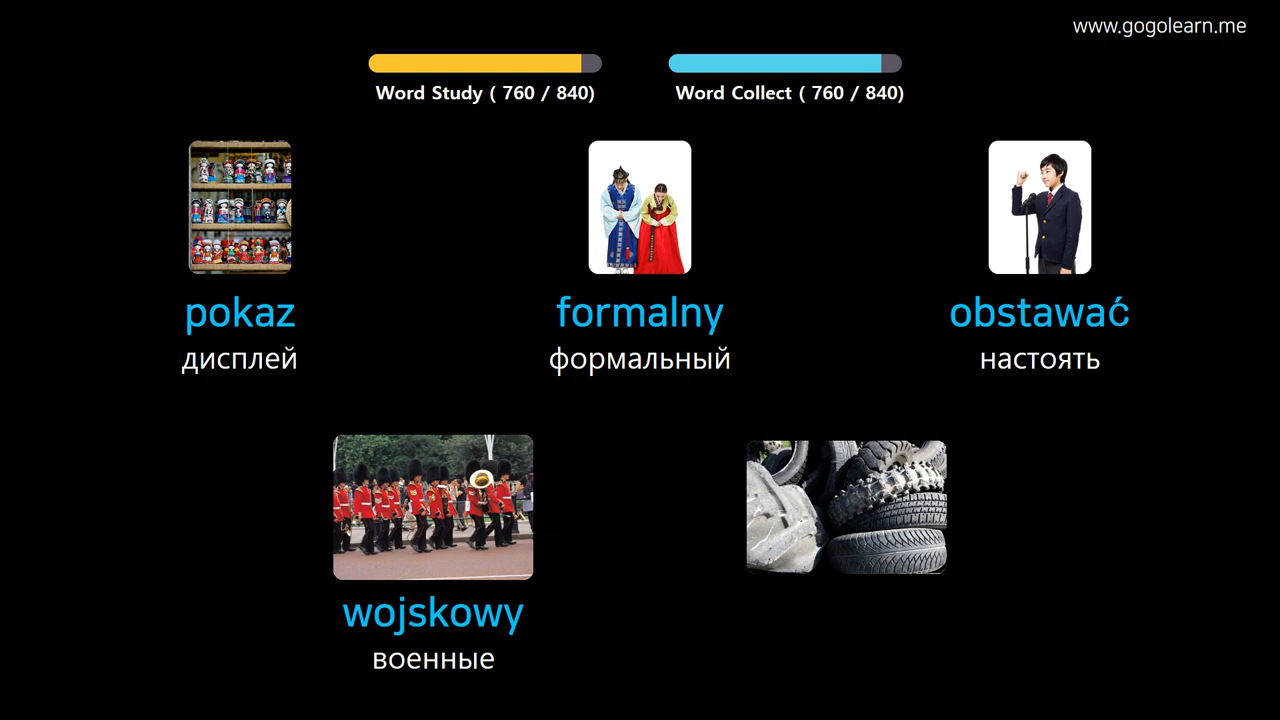 www.gogolearn.me
Word Study ( 760 / 840)
Word Collect ( 760 / 840)
pokaz
дисплей
formalny
формальный
obstawać
настоять
wojskowy
военные